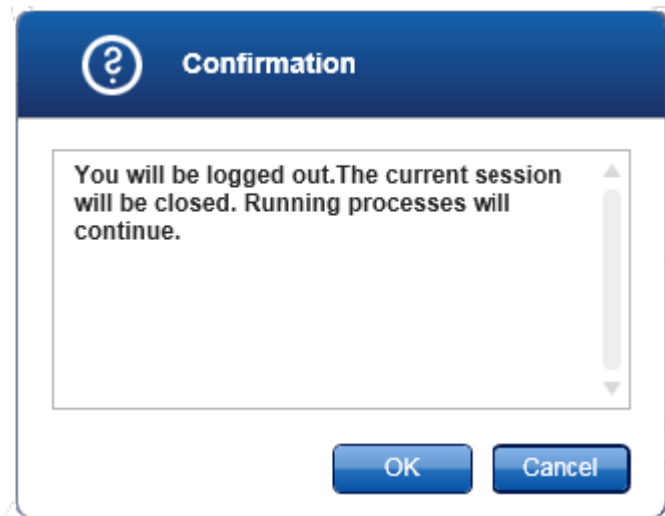 Confirmation
You will be logged out.The current session
will be closed. Running processes will
continue.
OK
Cancel